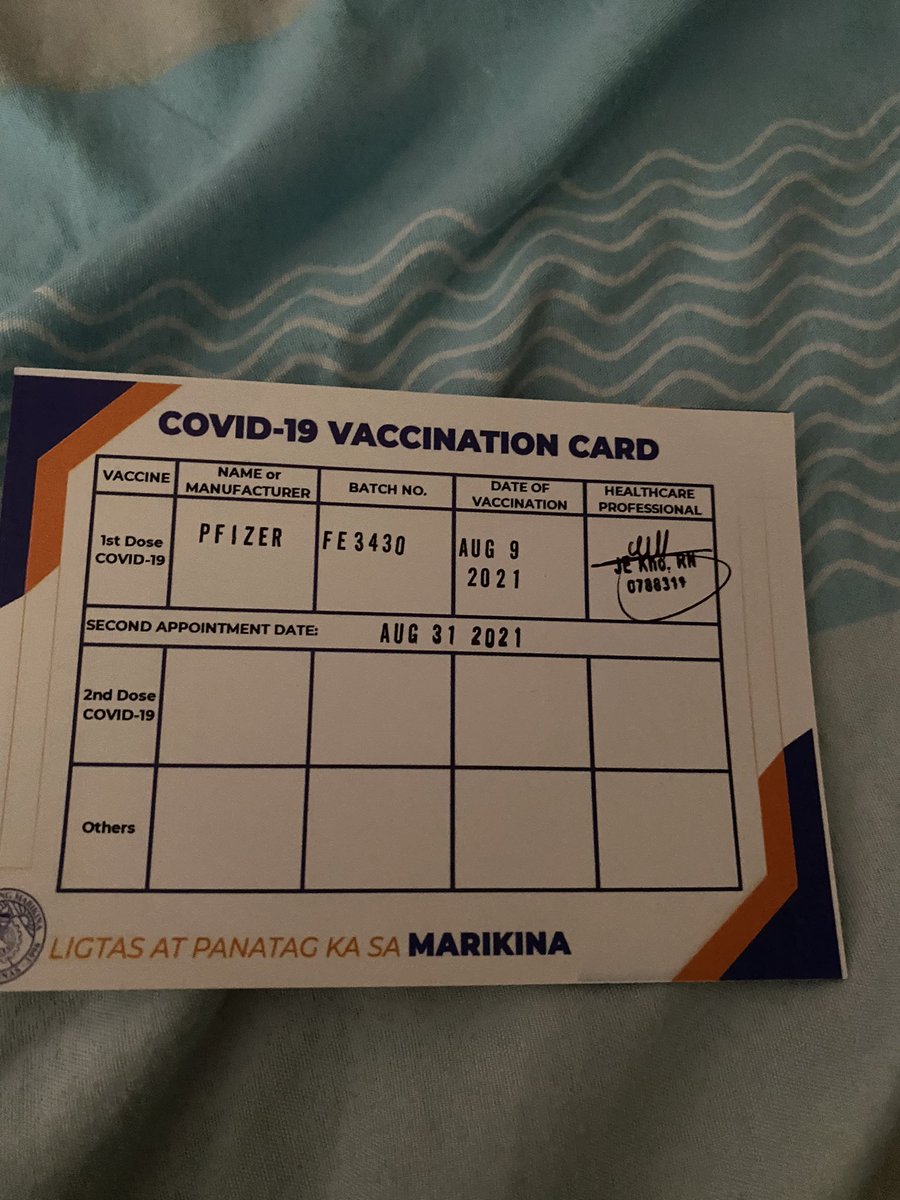 COVID-19 VACCINATION CARD
VACCINE
NAME or
MANUFACTURER
BATCH NO.
DATE OF
VACCINATION
HEALTHCARE
PROFESSIONAL
1st Dose
COVID-19
PFIZER
FE3430
AUG 9
2021
Je Kho, RN
0788311
SECOND APPOINTMENT DATE: AUG 31 2021
2nd Dose
COVID-19
Others
LIGTAS AT PANATAG KA SA MARIKINA